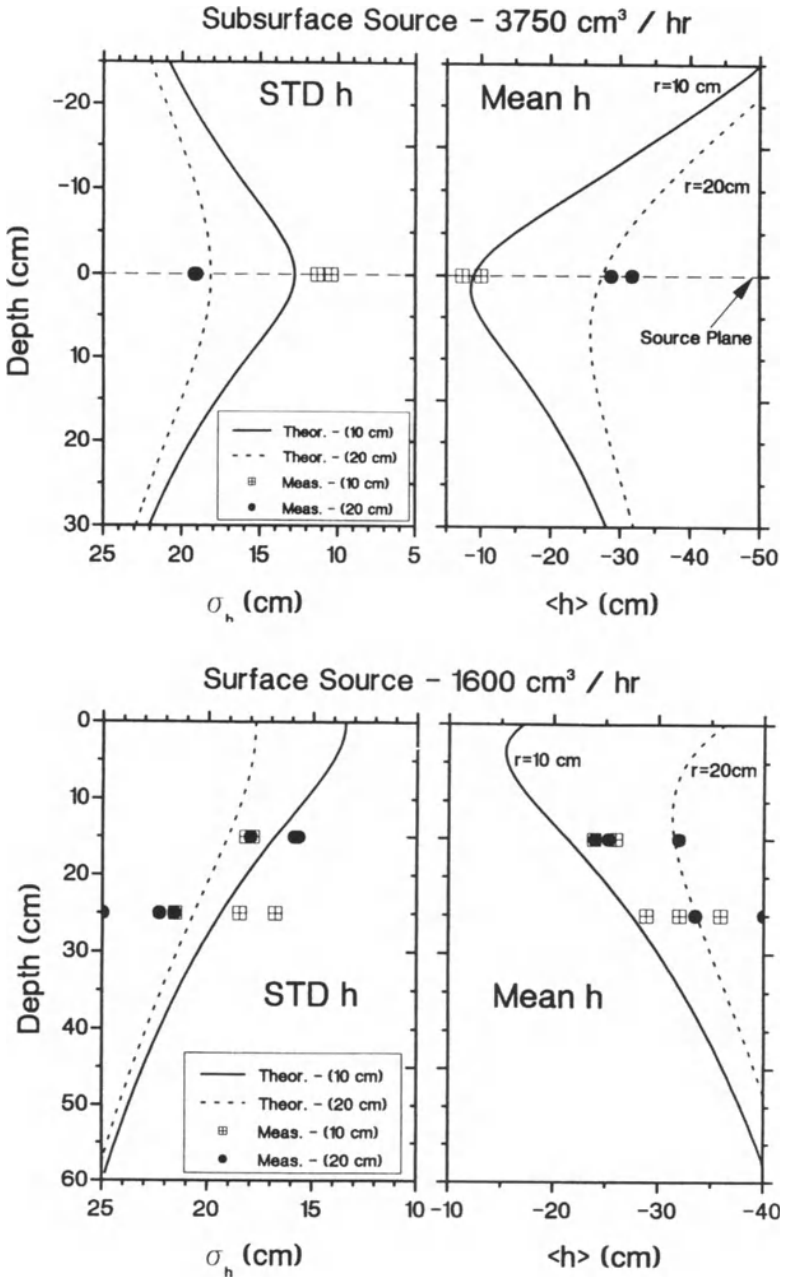 Subsurface Source - 3750 cm³ / hr
STD h
Mean h
r=10 cm
r=20cm
Source Plane
-20
-10
0
10
20
30
Depth (cm)
Theor. - (10 cm)
Theor. - (20 cm)
Meas. - (10 cm)
Meas. - (20 cm)
25 20 15 10 5
-10 -20 -30 -40 -50
σh (cm)
<h> (cm)
Surface Source - 1600 cm³ / hr
0
10
20
30
40
50
60
Depth (cm)
r=10 cm
r=20cm
STD h
Mean h
Theor. - (10 cm)
Theor. - (20 cm)
Meas. - (10 cm)
Meas. - (20 cm)
25 20 15 10
-10 -20 -30 -40
σh (cm)
<h> (cm)